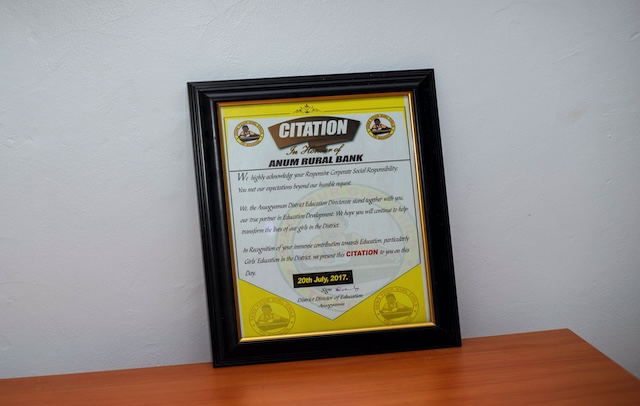 CITATION
In Honour of
ANUM RURAL BANK
We highly acknowledge your Responsive Corporate Social Responsibility.
You met our expectations beyond our humble request.
We, the Asuogyaman District Education Directorate stand together with you,
our true partner in Education Development. We hope you will continue to help
transform the lives of our girls in the District.
In Recognition of your immense contribution towards Education, particularly
Girls' Education in the District, we present this CITATION to you on this
Day.
20th July, 2017.
Sign
District Director of Education
Asuogyaman